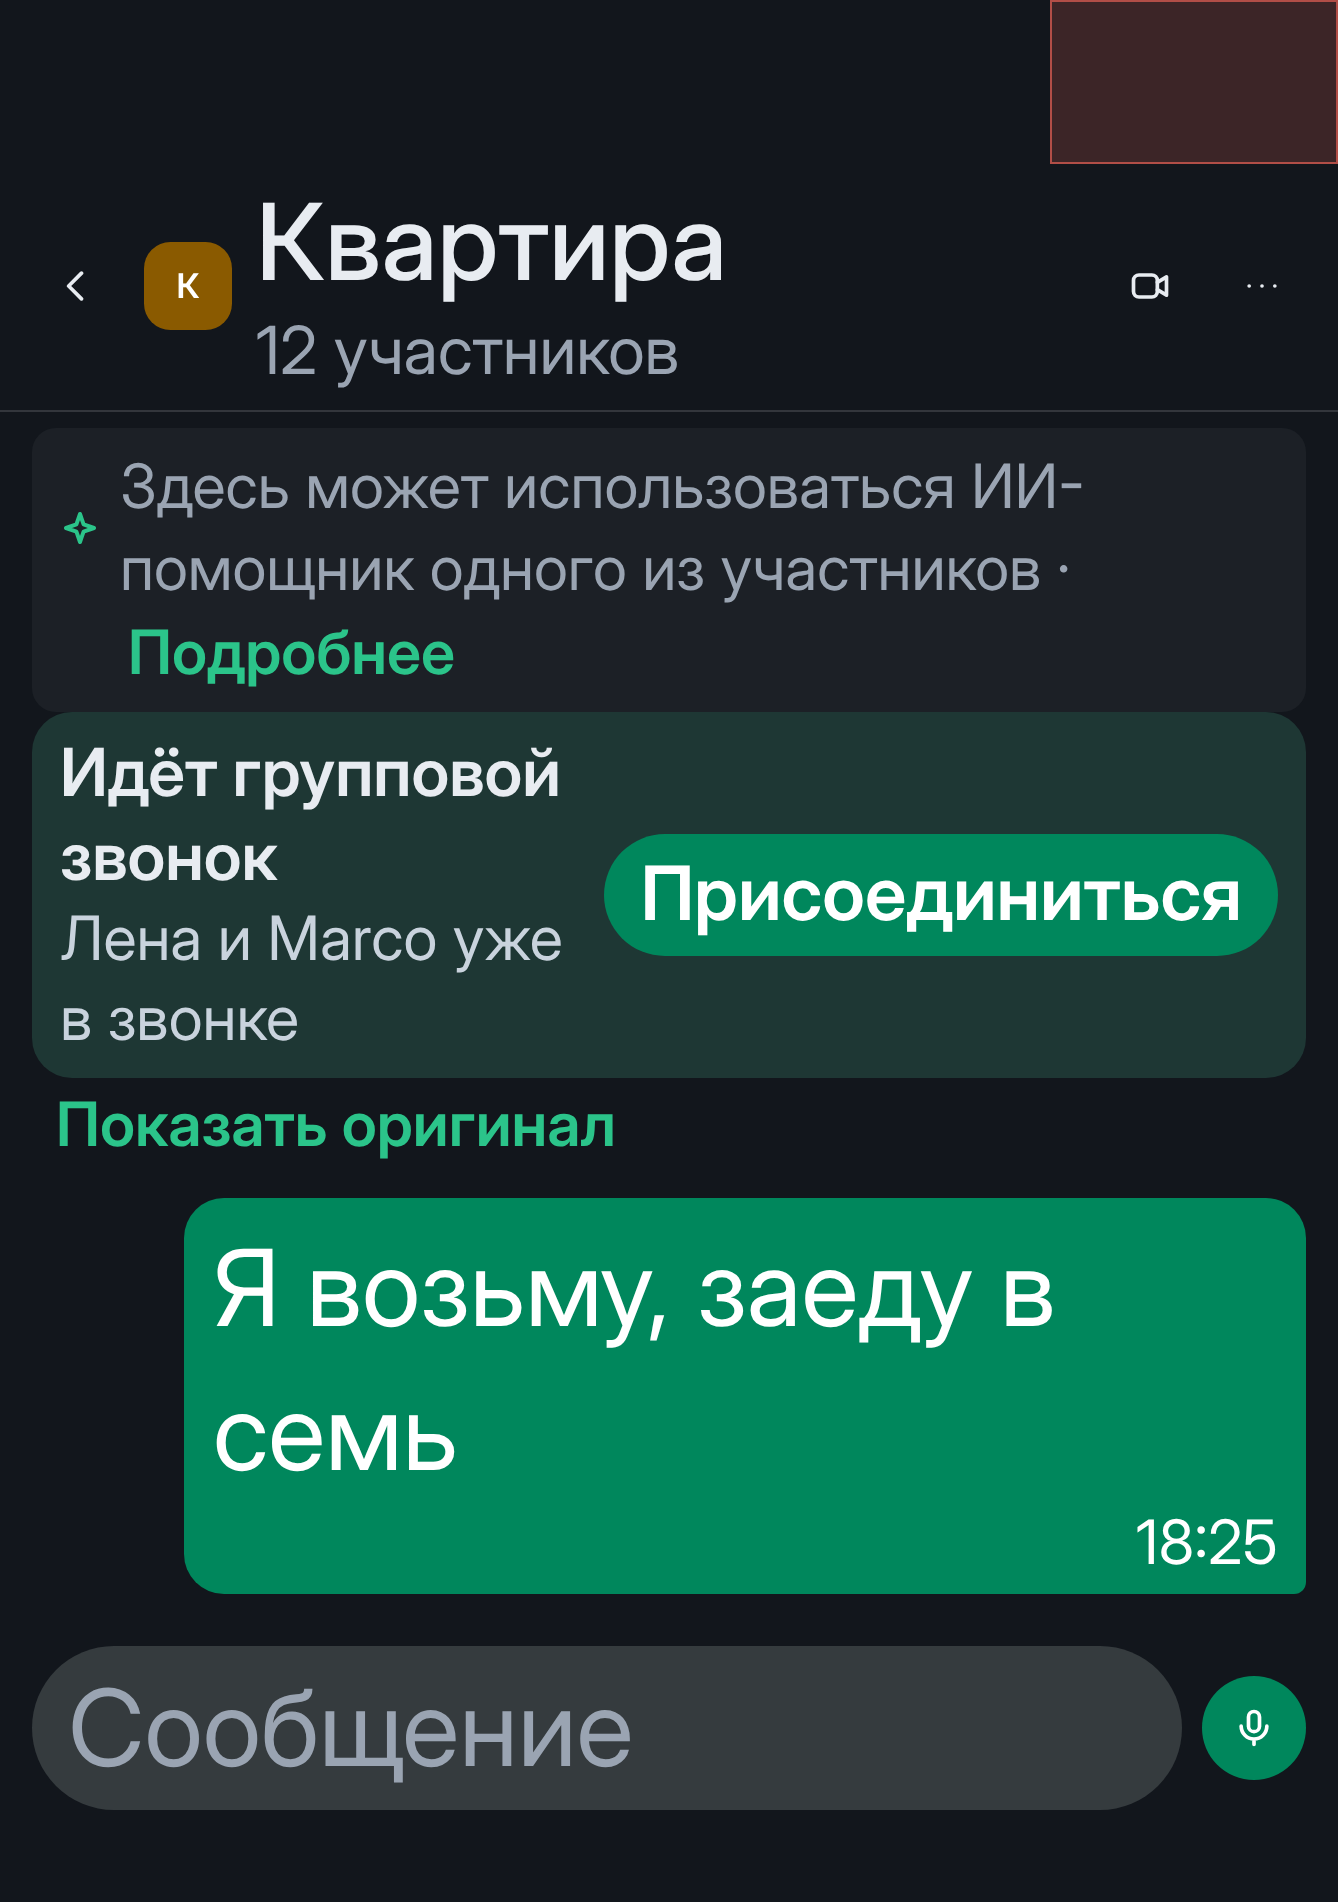 Квартира
К
12 участников
Здесь может использоваться ИИ-
помощник одного из участников ·
Подробнее
Идёт групповой
звонок
Лена и Marco уже
в звонке
Присоединиться
Показать оригинал
Я возьму, заеду в
семь
18:25
Сообщение